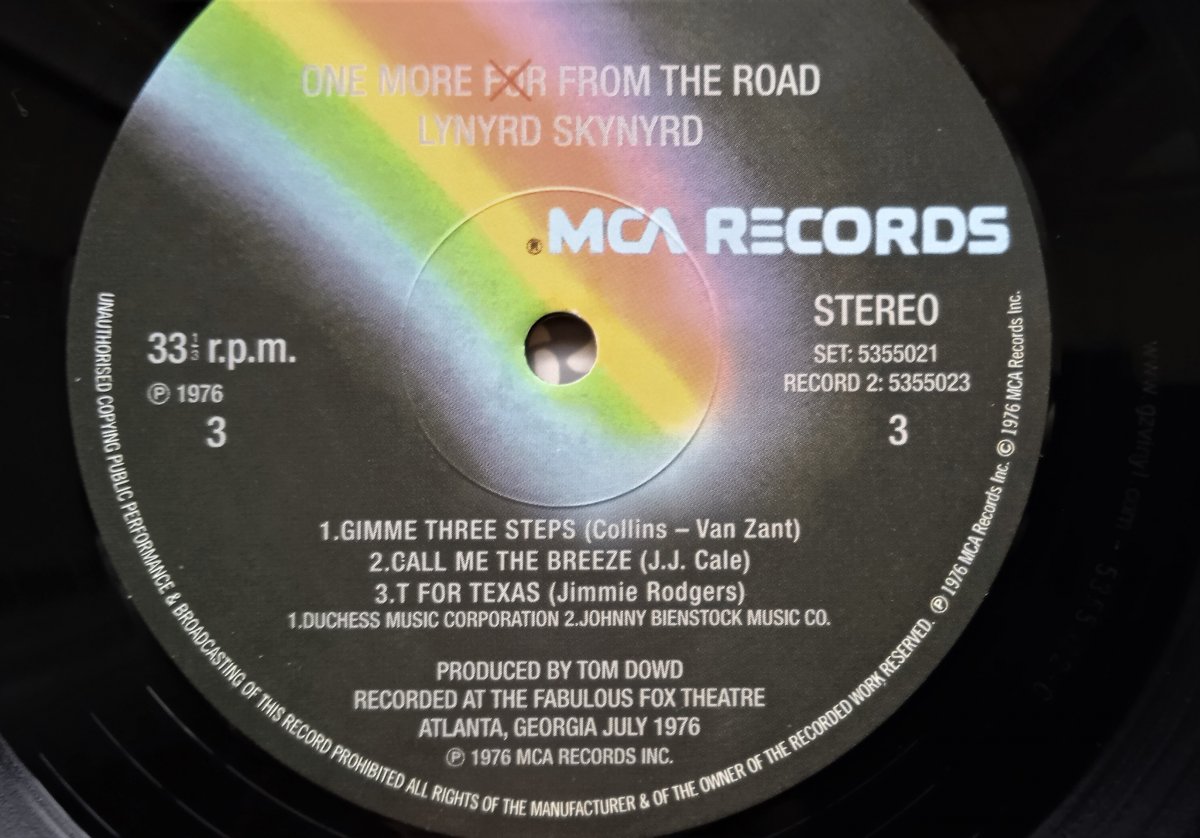 ONE MORE FOR FROM THE ROAD
LYNYRD SKYNYRD
® MCA RECORDS
STEREO
SET: 5355021
RECORD 2: 5355023
3
33 1/3 r.p.m.
℗ 1976
3
1.GIMME THREE STEPS (Collins – Van Zant)
2.CALL ME THE BREEZE (J.J. Cale)
3.T FOR TEXAS (Jimmie Rodgers)
1.DUCHESS MUSIC CORPORATION 2.JOHNNY BIENSTOCK MUSIC CO.
PRODUCED BY TOM DOWD
RECORDED AT THE FABULOUS FOX THEATRE
ATLANTA, GEORGIA JULY 1976
℗ 1976 MCA RECORDS INC.
UNAUTHORISED COPYING PUBLIC PERFORMANCE & BROADCASTING OF THIS RECORD PROHIBITED ALL RIGHTS OF THE MANUFACTURER & OF THE OWNER OF THE RECORDED WORK RESERVED. ℗ 1976 MCA Records Inc. © 1976 MCA Records Inc.